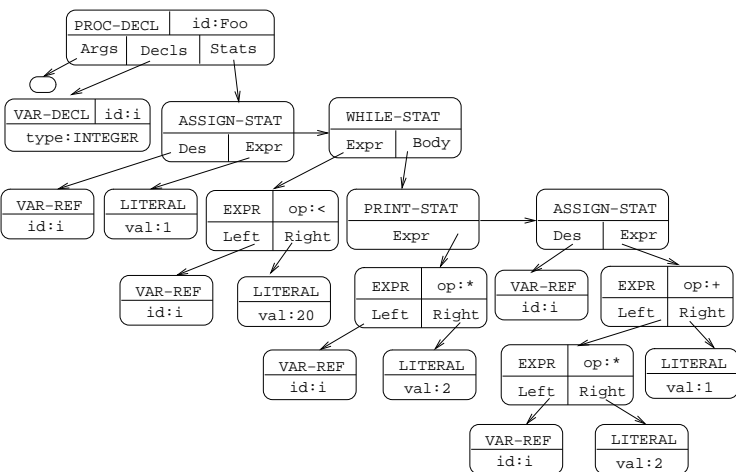 PROC-DECL id:Foo
Args Decls Stats
VAR-DECL id:i
type:INTEGER
ASSIGN-STAT
Des Expr
WHILE-STAT
Expr Body
VAR-REF
id:i
LITERAL
val:1
EXPR op:<
Left Right
PRINT-STAT
Expr
ASSIGN-STAT
Des Expr
VAR-REF
id:i
LITERAL
val:20
EXPR op:*
Left Right
VAR-REF
id:i
EXPR op:+
Left Right
VAR-REF
id:i
LITERAL
val:2
EXPR op:*
Left Right
LITERAL
val:1
VAR-REF
id:i
LITERAL
val:2